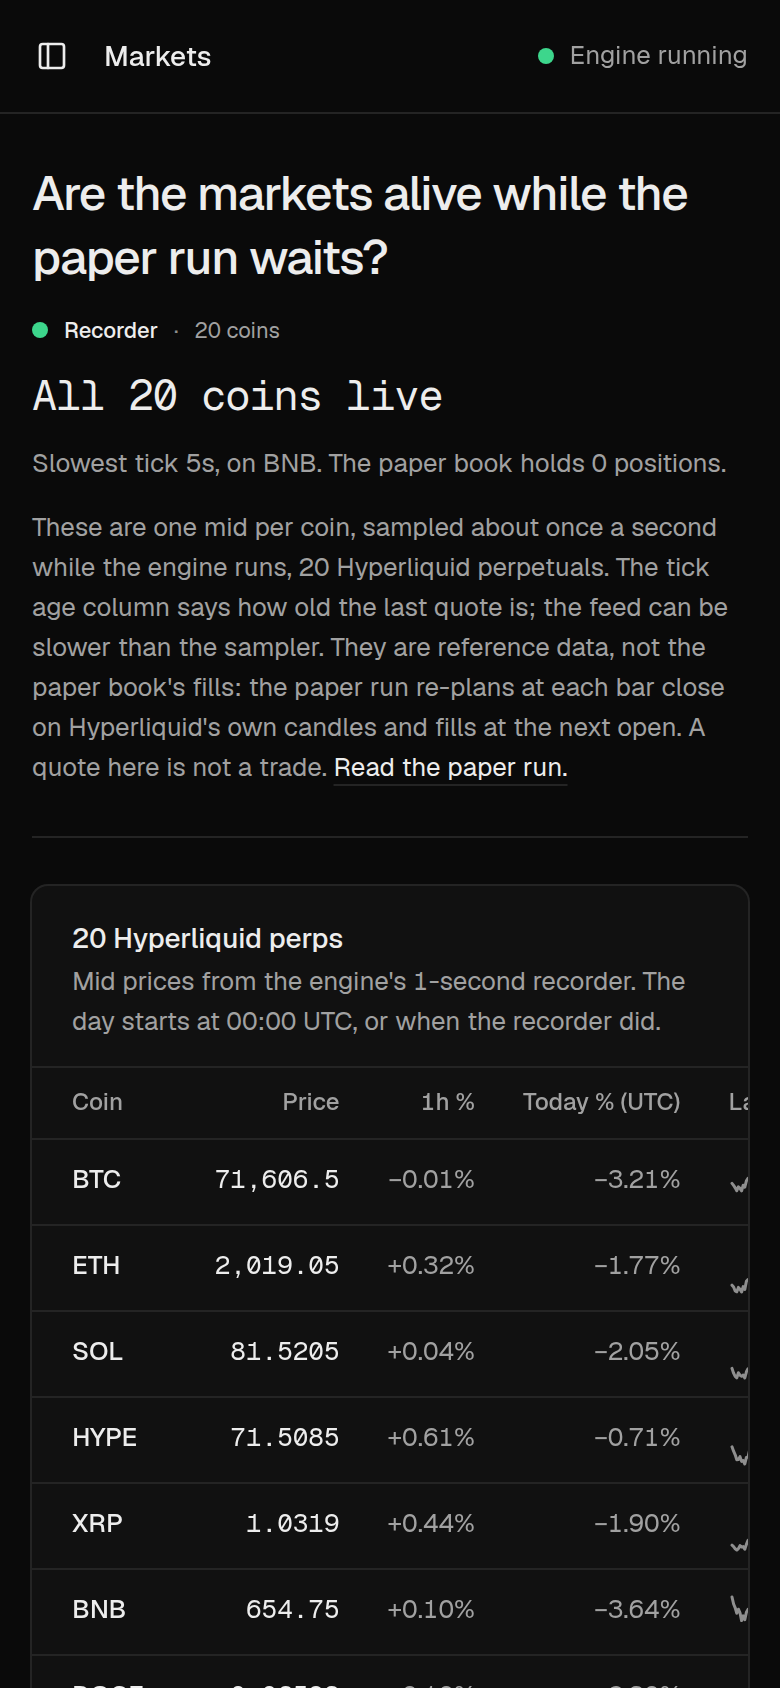 Markets
Engine running
Are the markets alive while the
paper run waits?
Recorder · 20 coins
All 20 coins live
Slowest tick 5s, on BNB. The paper book holds 0 positions.
These are one mid per coin, sampled about once a second
while the engine runs, 20 Hyperliquid perpetuals. The tick
age column says how old the last quote is; the feed can be
slower than the sampler. They are reference data, not the
paper book's fills: the paper run re-plans at each bar close
on Hyperliquid's own candles and fills at the next open. A
quote here is not a trade. Read the paper run.
20 Hyperliquid perps
Mid prices from the engine's 1-second recorder. The
day starts at 00:00 UTC, or when the recorder did.
Coin Price 1h % Today % (UTC)
BTC 71,606.5 −0.01% −3.21%
ETH 2,019.05 +0.32% −1.77%
SOL 81.5205 +0.04% −2.05%
HYPE 71.5085 +0.61% −0.71%
XRP 1.0319 +0.44% −1.90%
BNB 654.75 +0.10% −3.64%